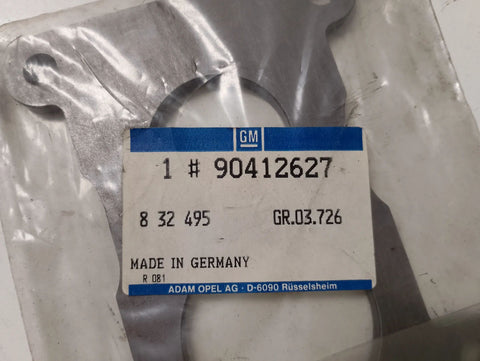 GM
1 # 90412627
8 32 495 GR.03.726
MADE IN GERMANY
R 081
ADAM OPEL AG · D-6090 Rüsselsheim